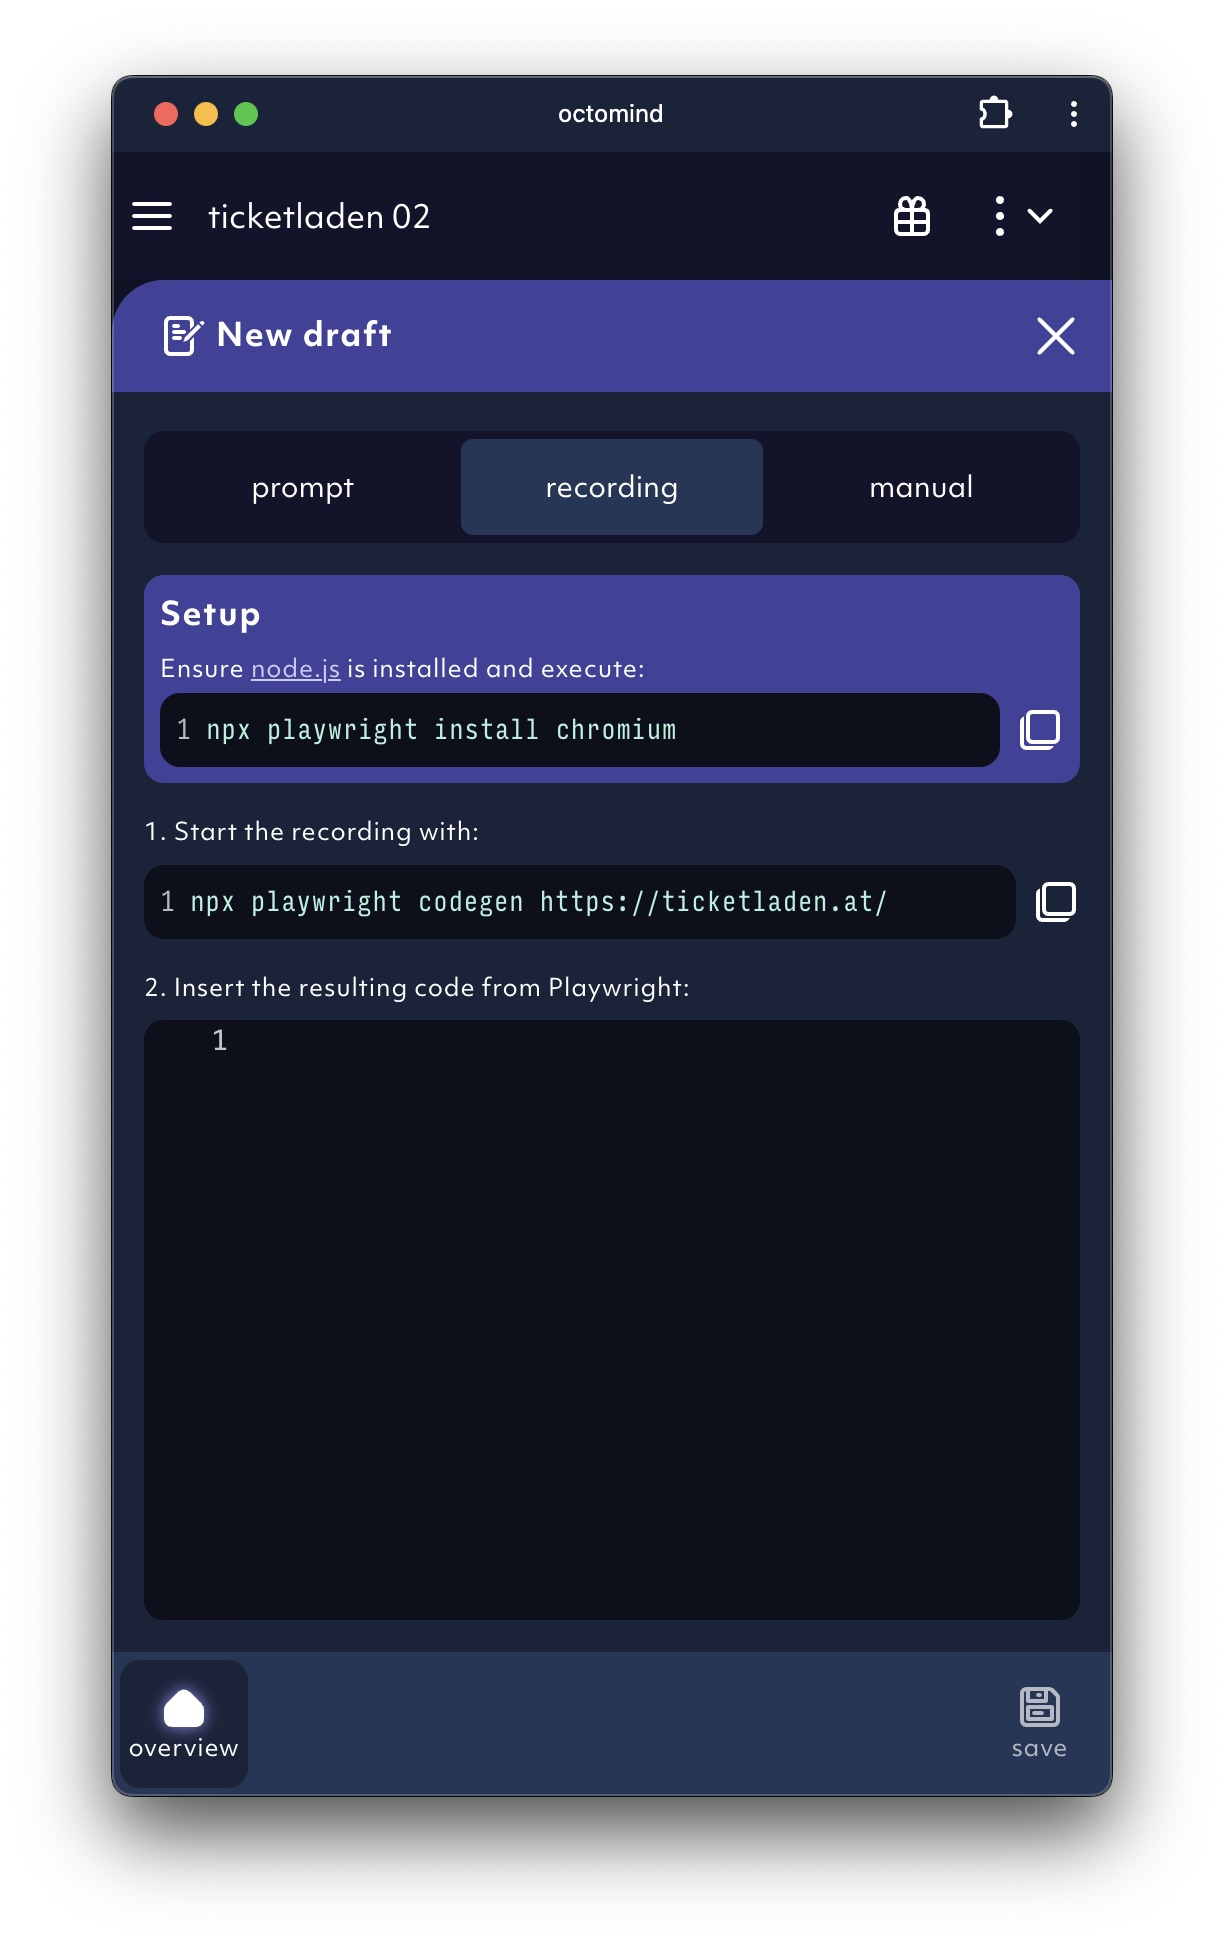 octomind
ticketladen 02
New draft
prompt
recording
manual
Setup
Ensure node.js is installed and execute:
1 npx playwright install chromium
1. Start the recording with:
1 npx playwright codegen https://ticketladen.at/
2. Insert the resulting code from Playwright:
1
overview
save